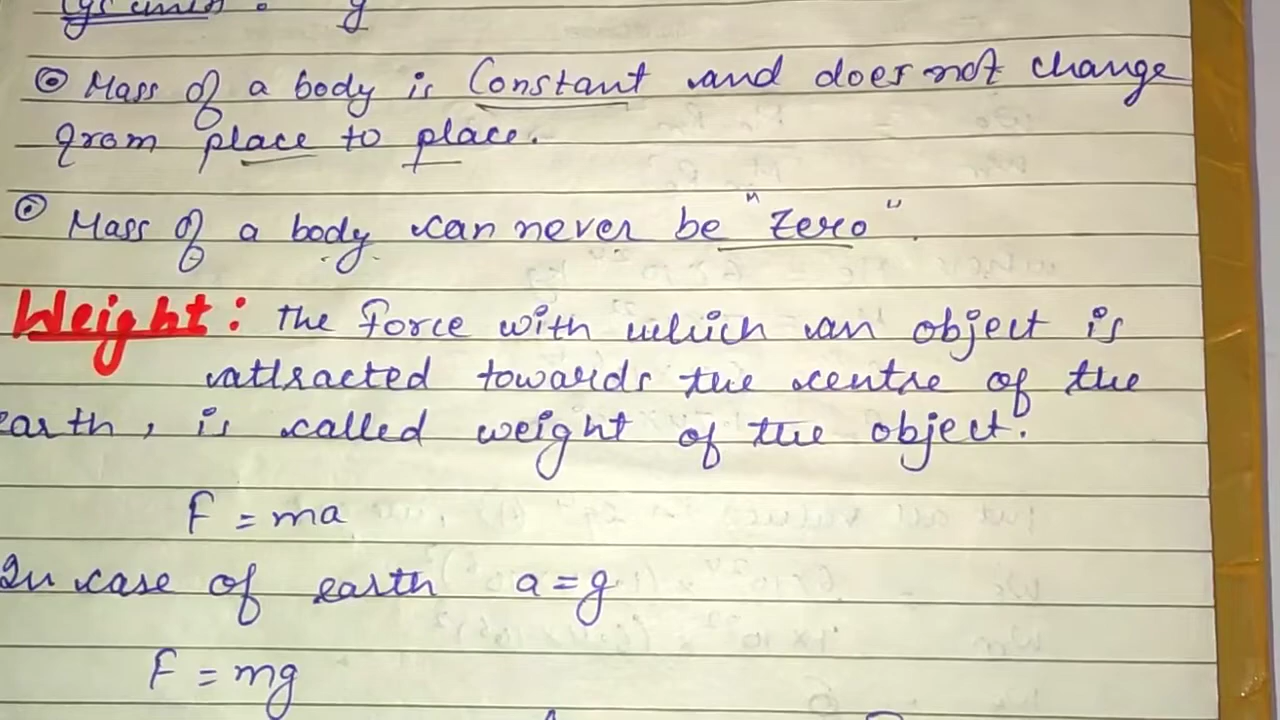 g
◎ Mass of a body is Constant and does not change
from place to place.
◎ Mass of a body can never be "Zero".
Weight: the force with which an object is
attracted towards the centre of the
earth, is called weight of the object.
F = ma
In case of earth a = g
F = mg